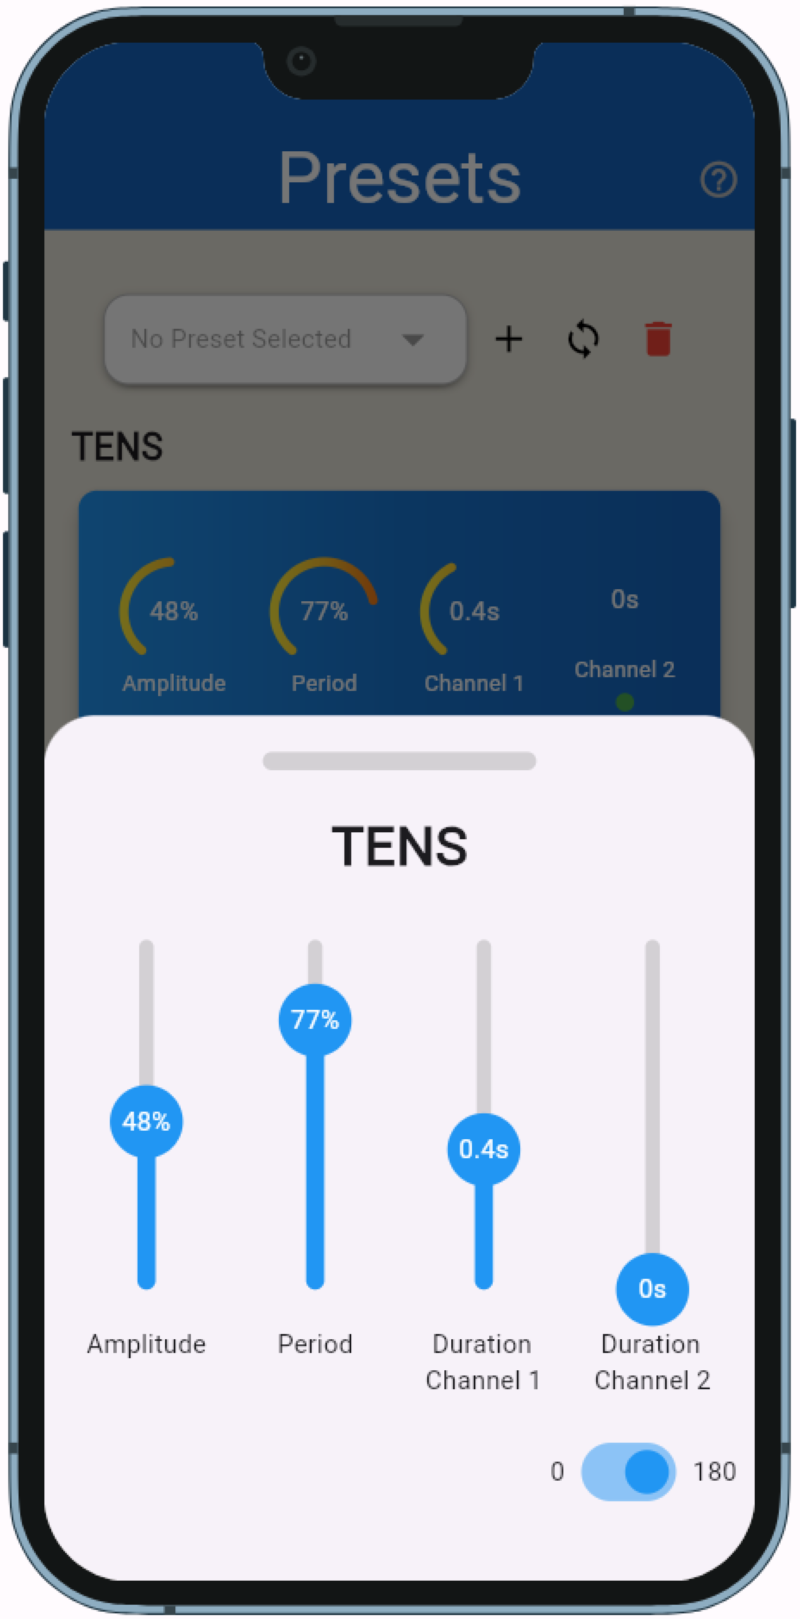 Presets
No Preset Selected
TENS
48% 77% 0.4s 0s
Amplitude Period Channel 1 Channel 2
TENS
77%
48%
0.4s
0s
Amplitude Period Duration Duration
Channel 1 Channel 2
0 180